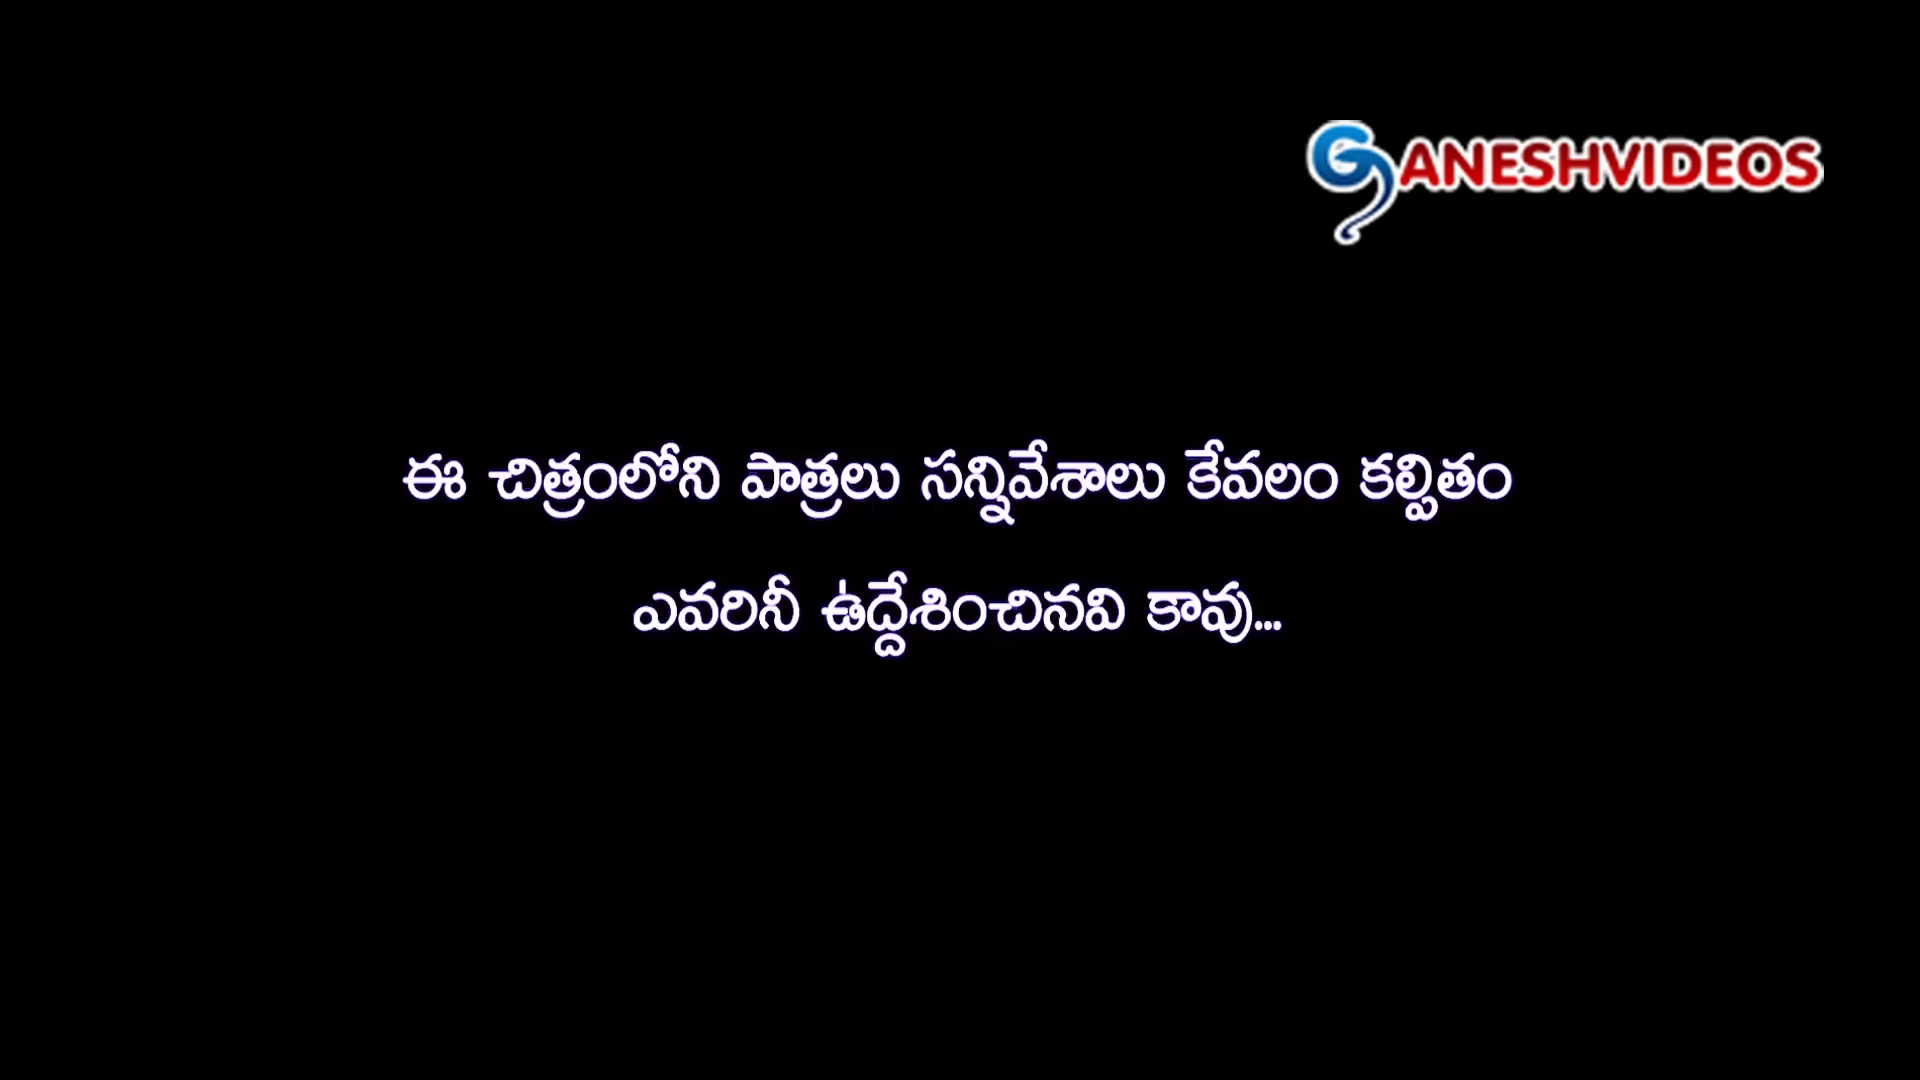 GANESHVIDEOS
ఈ చిత్రంలోని పాత్రలు సన్నివేశాలు కేవలం కల్పితం
ఎవరినీ ఉద్దేశించినవి కావు...